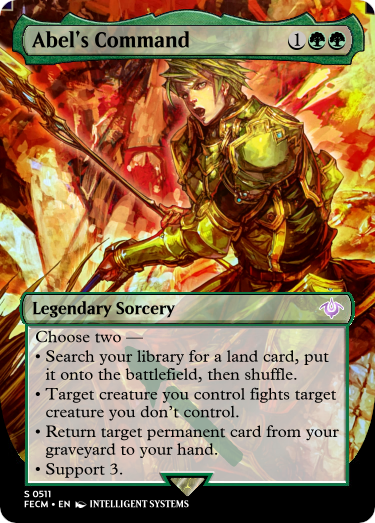 Abel's Command 1
Legendary Sorcery
Choose two —
• Search your library for a land card, put
it onto the battlefield, then shuffle.
• Target creature you control fights target
creature you don't control.
• Return target permanent card from your
graveyard to your hand.
• Support 3.
S 0511
FECM • EN INTELLIGENT SYSTEMS